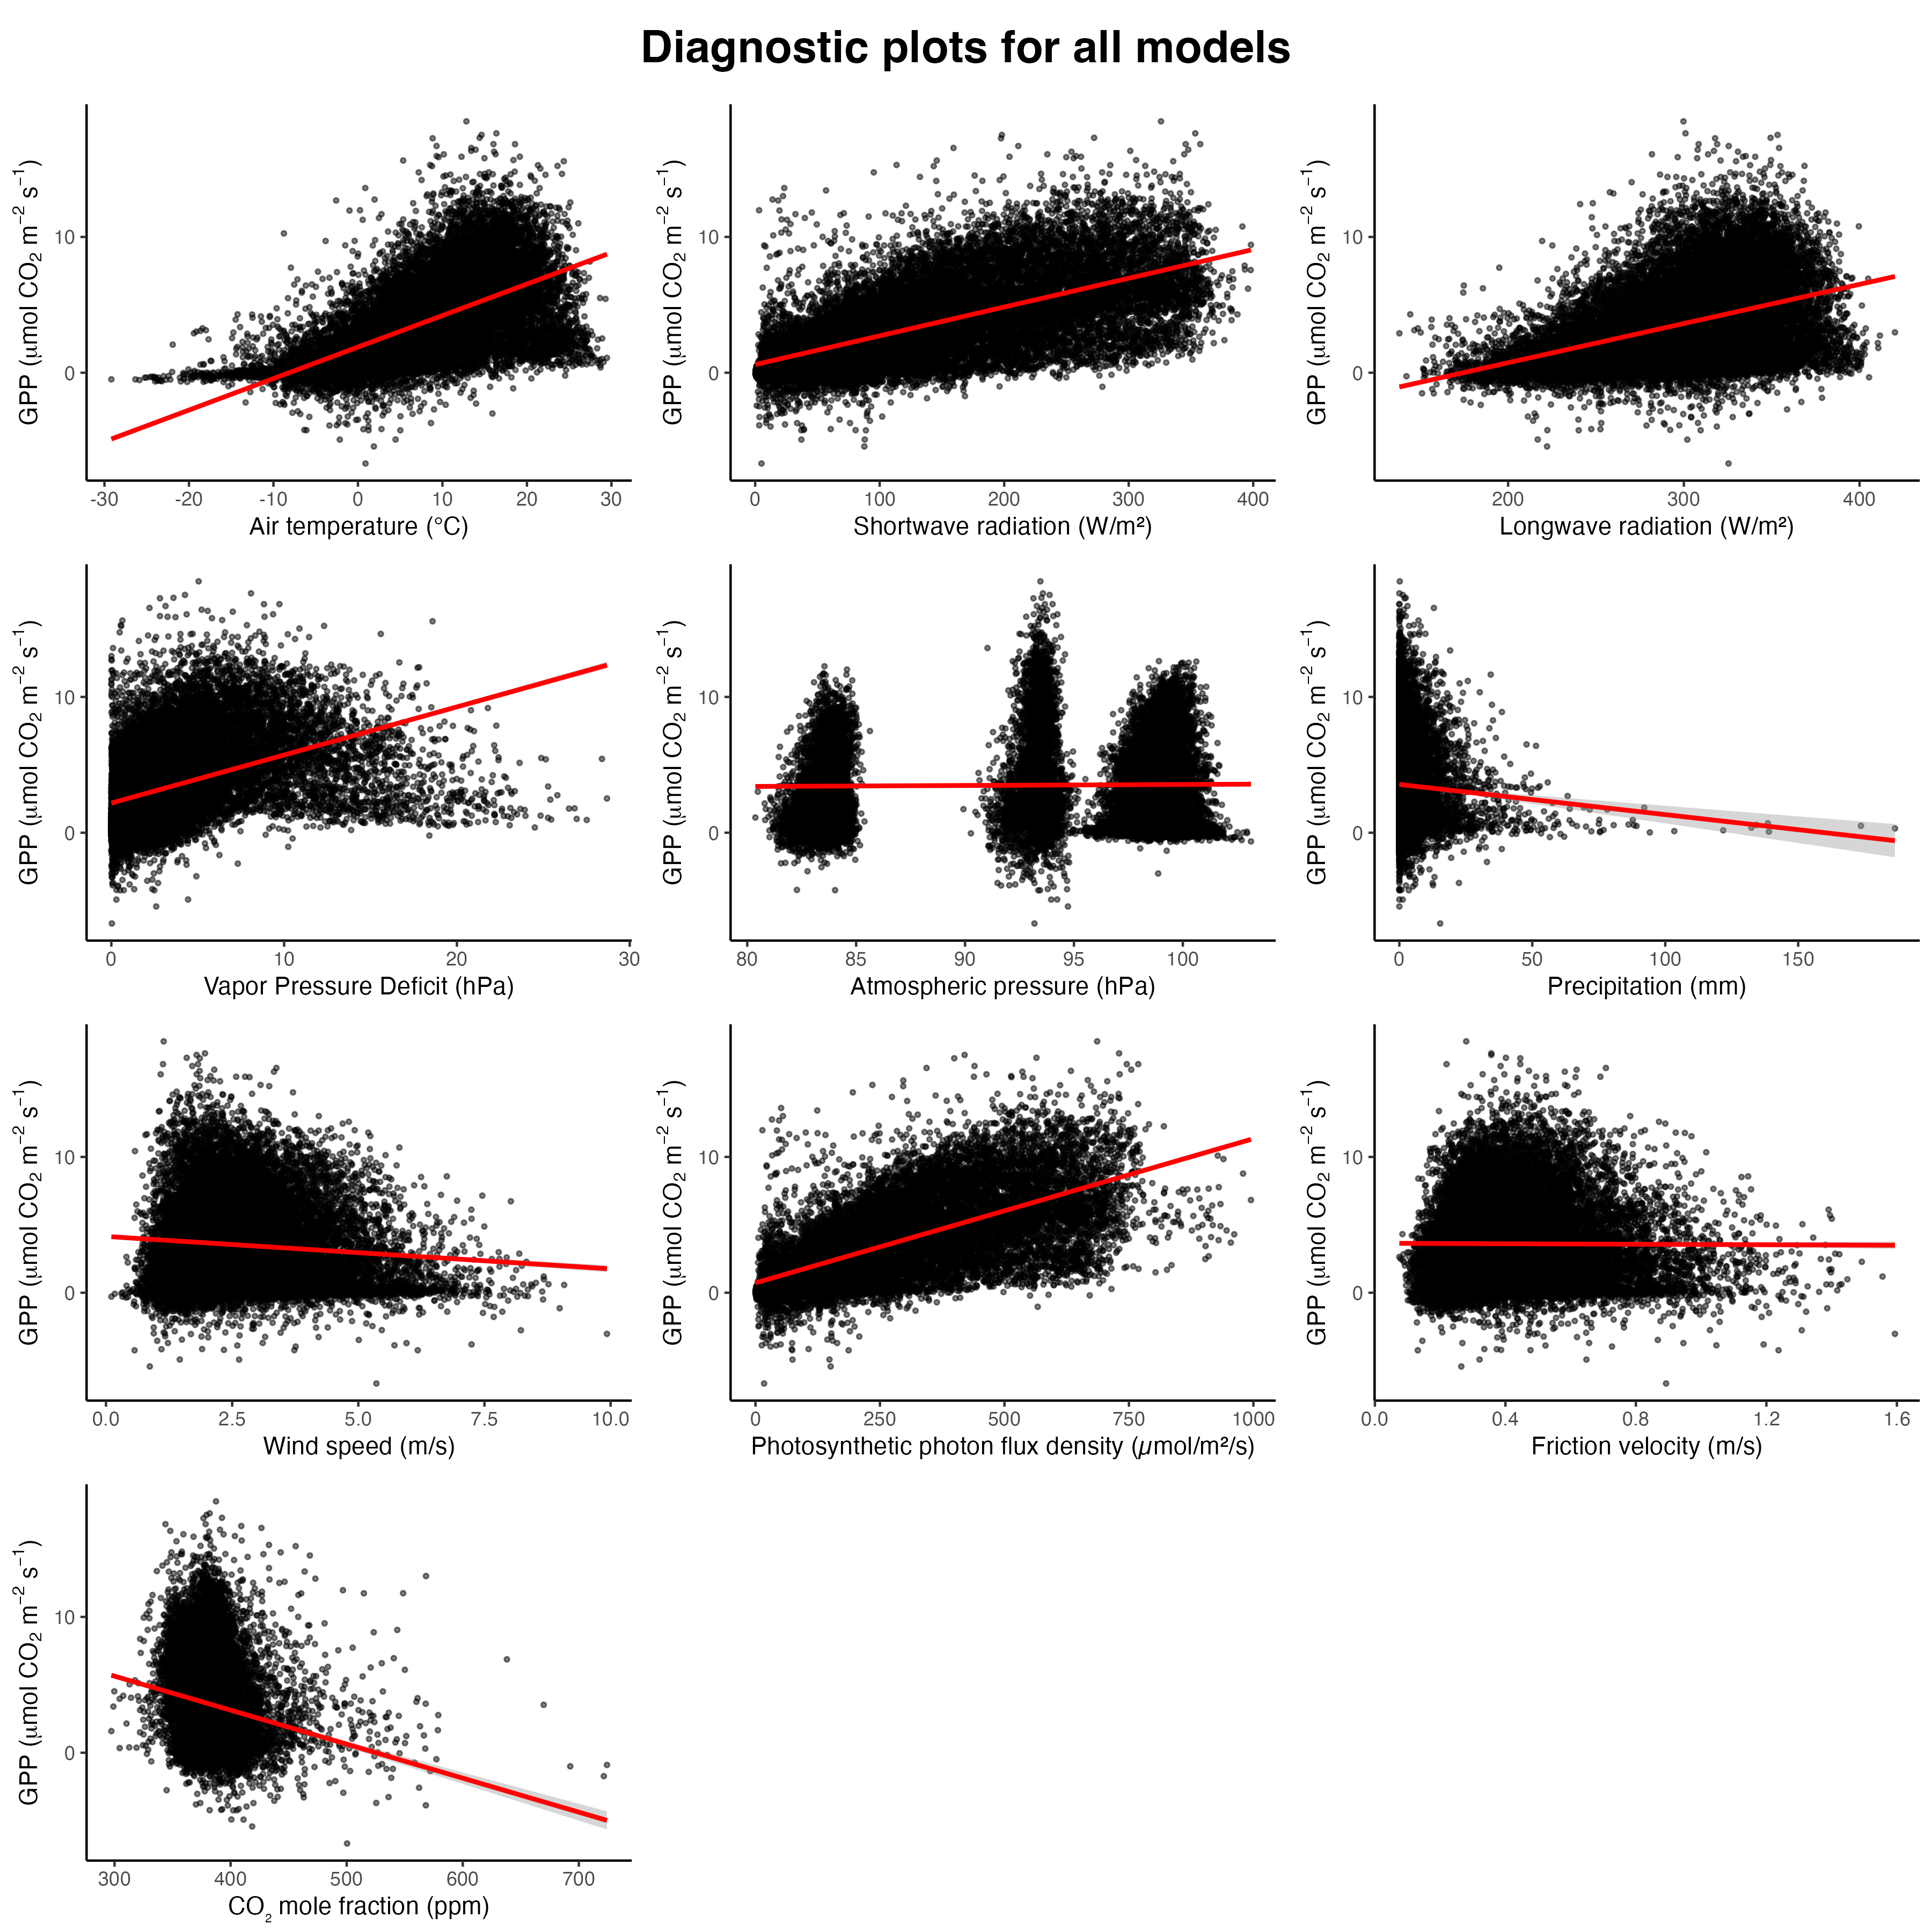 Diagnostic plots for all models
GPP (μmol CO₂ m⁻² s⁻¹)
10
0
-30 -20 -10 0 10 20 30
Air temperature (°C)
GPP (μmol CO₂ m⁻² s⁻¹)
10
0
0 100 200 300 400
Shortwave radiation (W/m²)
GPP (μmol CO₂ m⁻² s⁻¹)
10
0
200 300 400
Longwave radiation (W/m²)
GPP (μmol CO₂ m⁻² s⁻¹)
10
0
0 10 20 30
Vapor Pressure Deficit (hPa)
GPP (μmol CO₂ m⁻² s⁻¹)
10
0
80 85 90 95 100
Atmospheric pressure (hPa)
GPP (μmol CO₂ m⁻² s⁻¹)
10
0
0 50 100 150
Precipitation (mm)
GPP (μmol CO₂ m⁻² s⁻¹)
10
0
0.0 2.5 5.0 7.5 10.0
Wind speed (m/s)
GPP (μmol CO₂ m⁻² s⁻¹)
10
0
0 250 500 750 1000
Photosynthetic photon flux density (µmol/m²/s)
GPP (μmol CO₂ m⁻² s⁻¹)
10
0
0.0 0.4 0.8 1.2 1.6
Friction velocity (m/s)
GPP (μmol CO₂ m⁻² s⁻¹)
10
0
300 400 500 600 700
CO₂ mole fraction (ppm)